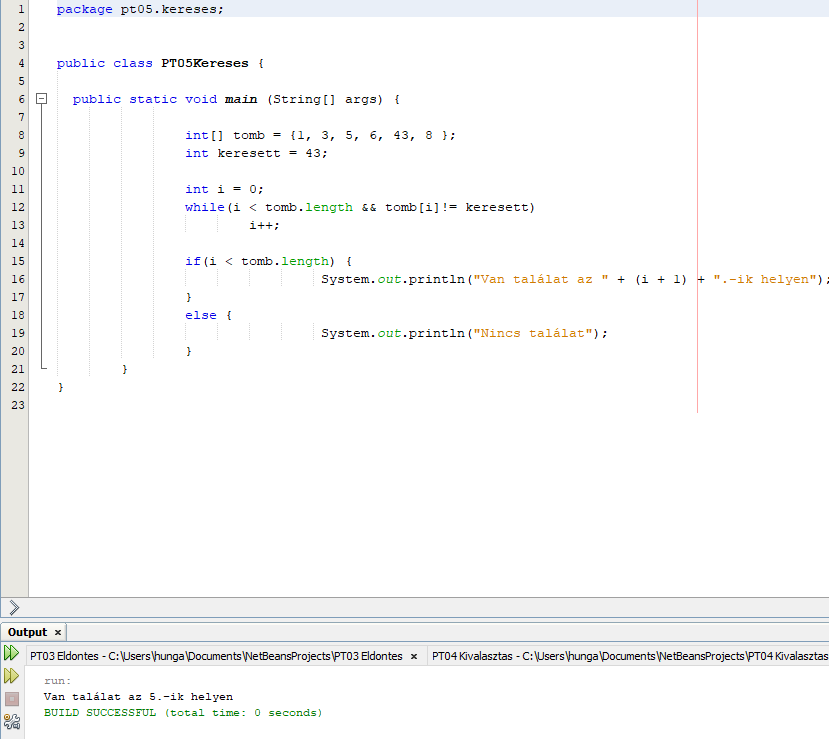 1 package pt05.kereses;
2
3
4 public class PT05Kereses {
5
6 public static void main (String[] args) {
7
8 int[] tomb = {1, 3, 5, 6, 43, 8 };
9 int keresett = 43;
10
11 int i = 0;
12 while(i < tomb.length && tomb[i]!= keresett)
13 i++;
14
15 if(i < tomb.length) {
16 System.out.println("Van találat az " + (i + 1) + ".-ik helyen");
17 }
18 else {
19 System.out.println("Nincs találat");
20 }
21 }
22 }
23
Output ×
PT03 Eldontes - C:\Users\hunga\Documents\NetBeansProjects\PT03 Eldontes × PT04 Kivalasztas - C:\Users\hunga\Documents\NetBeansProjects\PT04 Kivalasztas
run:
Van találat az 5.-ik helyen
BUILD SUCCESSFUL (total time: 0 seconds)